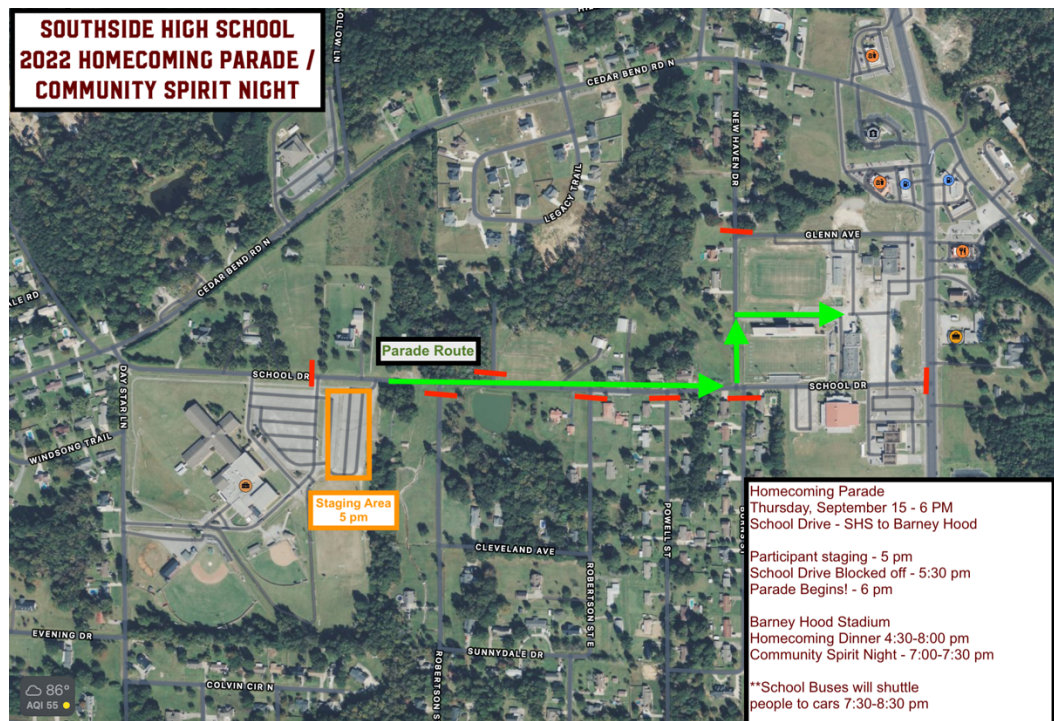 SOUTHSIDE HIGH SCHOOL
2022 HOMECOMING PARADE /
COMMUNITY SPIRIT NIGHT
HOLLOW LN
CEDAR BEND RD N
NEW HAVEN DR
LEGACY TRAIL
GLENN AVE
CEDAR BEND RD N
Parade Route
SCHOOL DR
SCHOOL DR
DAY STAR LN
WINDSONG TRAIL
Staging Area
5 pm
CLEVELAND AVE
POWELL ST
ROBERTSON ST E
EVENING DR
SUNNYDALE DR
COLVIN CIR N
ROBERTSON S
86°
AQI 55
Homecoming Parade
Thursday, September 15 - 6 PM
School Drive - SHS to Barney Hood
Participant staging - 5 pm
School Drive Blocked off - 5:30 pm
Parade Begins! - 6 pm
Barney Hood Stadium
Homecoming Dinner 4:30-8:00 pm
Community Spirit Night - 7:00-7:30 pm
**School Buses will shuttle
people to cars 7:30-8:30 pm